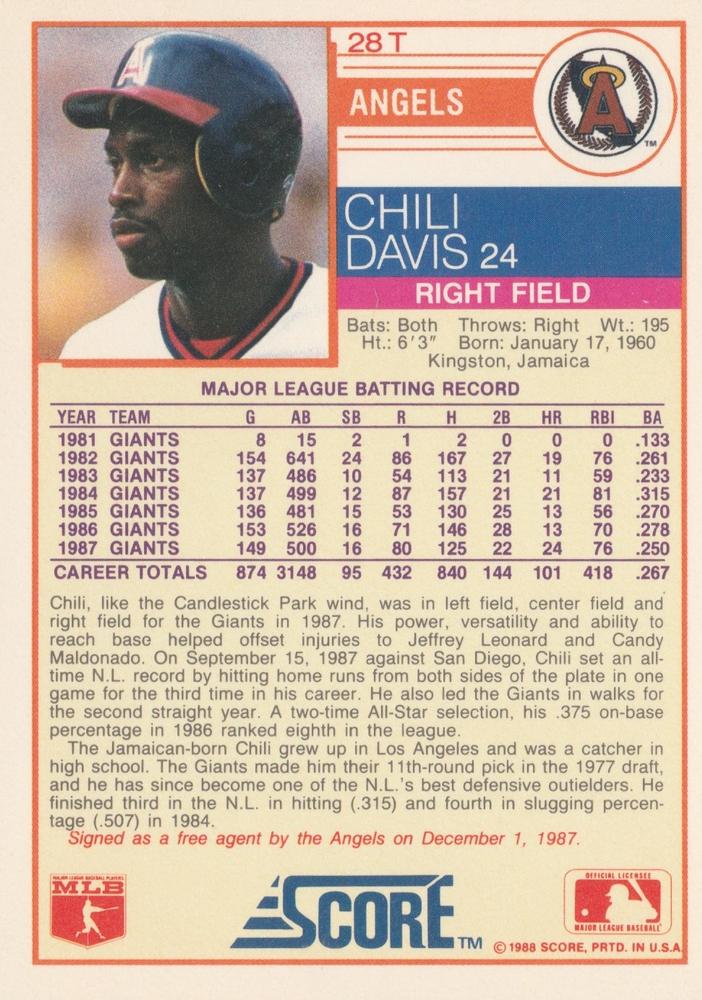 28 T
ANGELS
A
A
TM
CHILI
DAVIS 24
RIGHT FIELD
Bats: Both Throws: Right Wt.: 195
Ht.: 6'3" Born: January 17, 1960
Kingston, Jamaica
MAJOR LEAGUE BATTING RECORD
YEAR TEAM G AB SB R H 2B HR RBI BA
1981 GIANTS 8 15 2 1 2 0 0 0 .133
1982 GIANTS 154 641 24 86 167 27 19 76 .261
1983 GIANTS 137 486 10 54 113 21 11 59 .233
1984 GIANTS 137 499 12 87 157 21 21 81 .315
1985 GIANTS 136 481 15 53 130 25 13 56 .270
1986 GIANTS 153 526 16 71 146 28 13 70 .278
1987 GIANTS 149 500 16 80 125 22 24 76 .250
CAREER TOTALS 874 3148 95 432 840 144 101 418 .267
Chili, like the Candlestick Park wind, was in left field, center field and
right field for the Giants in 1987. His power, versatility and ability to
reach base helped offset injuries to Jeffrey Leonard and Candy
Maldonado. On September 15, 1987 against San Diego, Chili set an all-
time N.L. record by hitting home runs from both sides of the plate in one
game for the third time in his career. He also led the Giants in walks for
the second straight year. A two-time All-Star selection, his .375 on-base
percentage in 1986 ranked eighth in the league.
The Jamaican-born Chili grew up in Los Angeles and was a catcher in
high school. The Giants made him their 11th-round pick in the 1977 draft,
and he has since become one of the N.L.'s best defensive outielders. He
finished third in the N.L. in hitting (.315) and fourth in slugging percen-
tage (.507) in 1984.
Signed as a free agent by the Angels on December 1, 1987.
MAJOR LEAGUE BASEBALL PLAYERS
MLB
SCORE TM
OFFICIAL LICENSEE
MAJOR LEAGUE BASEBALL
© 1988 SCORE, PRTD. IN U.S.A.